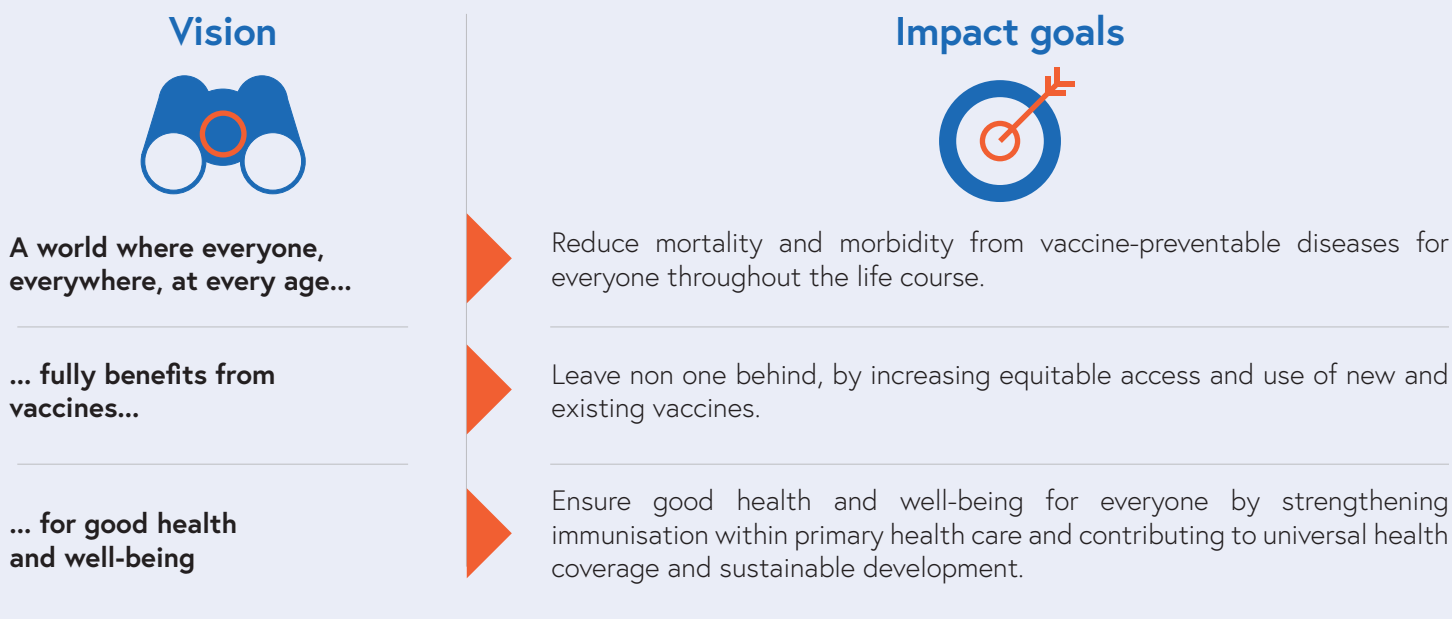 Vision
Impact goals
A world where everyone,
everywhere, at every age...
Reduce mortality and morbidity from vaccine-preventable diseases for
everyone throughout the life course.
... fully benefits from
vaccines...
Leave non one behind, by increasing equitable access and use of new and
existing vaccines.
... for good health
and well-being
Ensure good health and well-being for everyone by strengthening
immunisation within primary health care and contributing to universal health
coverage and sustainable development.